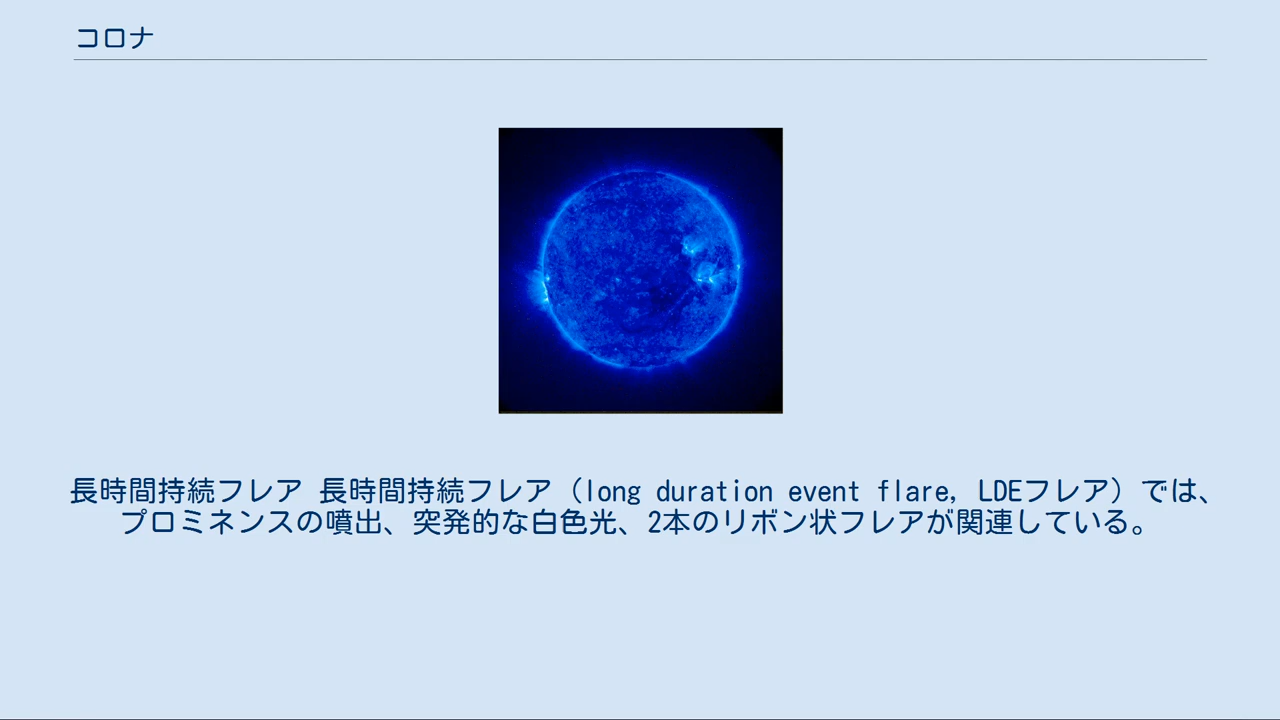 コロナ
長時間持続フレア 長時間持続フレア（long duration event flare, LDEフレア）では、
プロミネンスの噴出、突発的な白色光、2本のリボン状フレアが関連している。